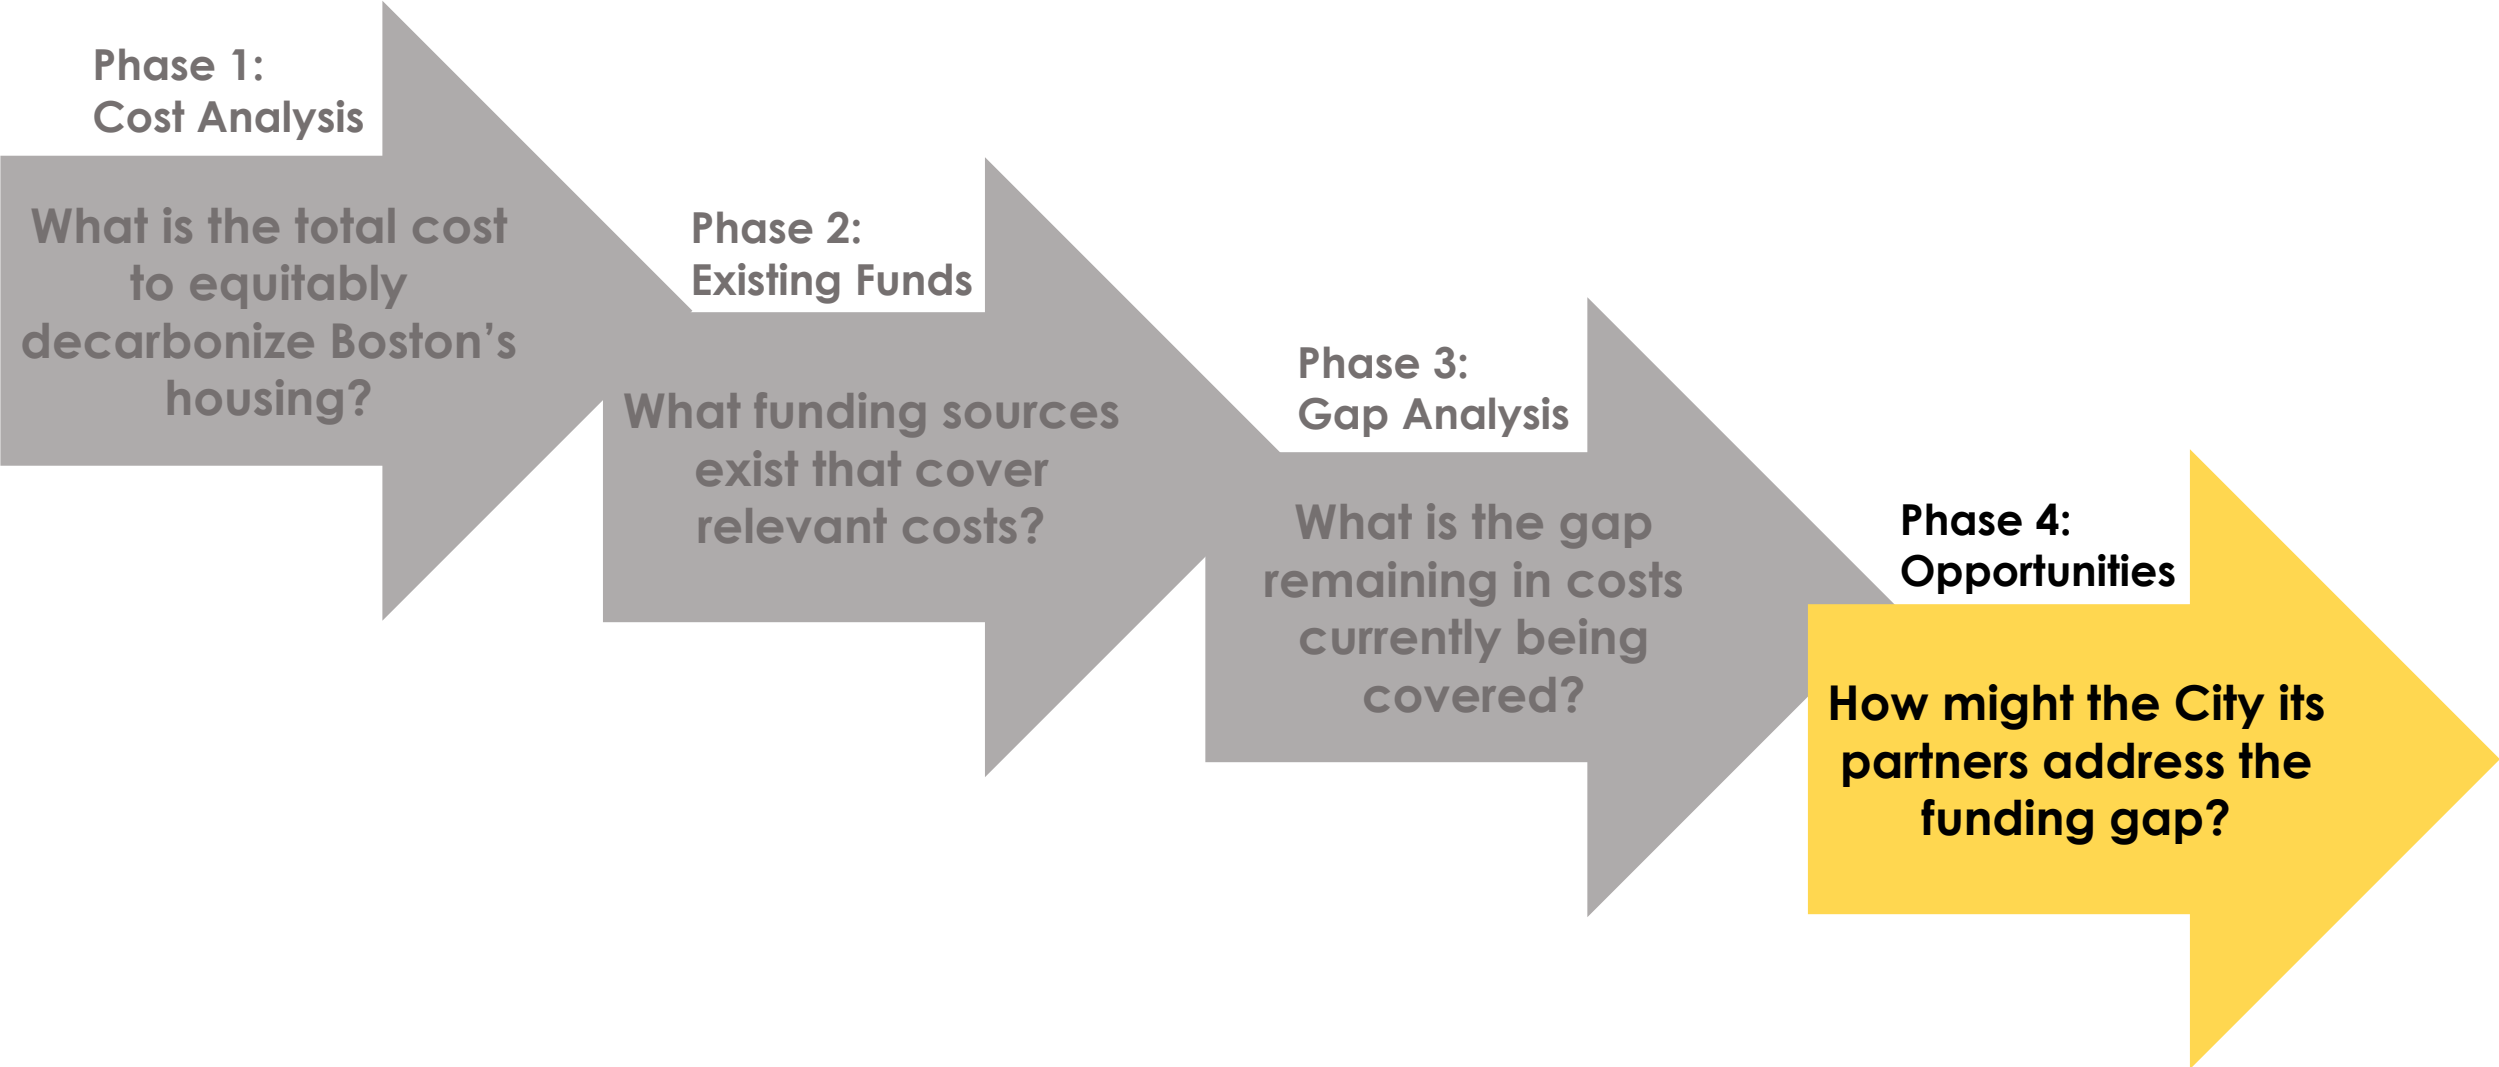 Phase 1:
Cost Analysis
What is the total cost
to equitably
decarbonize Boston’s
housing?
Phase 2:
Existing Funds
What funding sources
exist that cover
relevant costs?
Phase 3:
Gap Analysis
What is the gap
remaining in costs
currently being
covered?
Phase 4:
Opportunities
How might the City its
partners address the
funding gap?